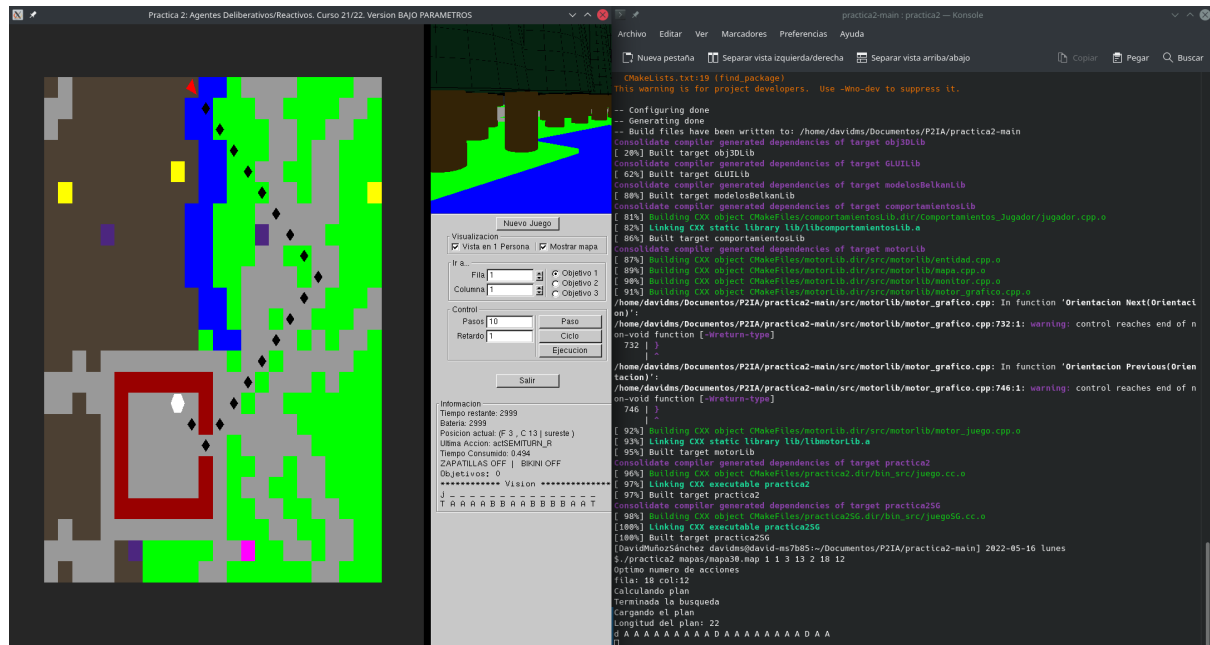 Practica 2: Agentes Deliberativos/Reactivos. Curso 21/22. Version BAJO PARAMETROS
Nuevo Juego
Visualizacion
Vista en 1 Persona
Mostrar mapa
Ir a...
Fila 1
Columna 1
Objetivo 1
Objetivo 2
Objetivo 3
Control
Pasos 10
Retardo 1
Paso
Ciclo
Ejecucion
Salir
Informacion
Tiempo restante: 2999
Bateria: 2999
Posicion actual: (F 3 , C 13 | sureste )
Ultima Accion: actSEMITURN_R
Tiempo Consumido: 0.494
ZAPATILLAS OFF | BIKINI OFF
Objetivos: 0
************ Vision ************
J _ _ _ _ _ _ _ _ _ _ _ _ _ _ _
T A A A A B B A A B B B B A A T
practica2-main : practica2 — Konsole
Archivo Editar Ver Marcadores Preferencias Ayuda
Nueva pestaña Separar vista izquierda/derecha Separar vista arriba/abajo Copiar Pegar Buscar
CMakeLists.txt:19 (find_package)
This warning is for project developers. Use -Wno-dev to suppress it.
-- Configuring done
-- Generating done
-- Build files have been written to: /home/davidms/Documentos/P2IA/practica2-main
Consolidate compiler generated dependencies of target obj3DLib
[ 20%] Built target obj3DLib
Consolidate compiler generated dependencies of target GLUILib
[ 62%] Built target GLUILib
Consolidate compiler generated dependencies of target modelosBelkanLib
[ 80%] Built target modelosBelkanLib
Consolidate compiler generated dependencies of target comportamientosLib
[ 81%] Building CXX object CMakeFiles/comportamientosLib.dir/Comportamientos_Jugador/jugador.cpp.o
[ 82%] Linking CXX static library lib/libcomportamientosLib.a
[ 86%] Built target comportamientosLib
Consolidate compiler generated dependencies of target motorLib
[ 87%] Building CXX object CMakeFiles/motorLib.dir/src/motorlib/entidad.cpp.o
[ 89%] Building CXX object CMakeFiles/motorLib.dir/src/motorlib/mapa.cpp.o
[ 90%] Building CXX object CMakeFiles/motorLib.dir/src/motorlib/monitor.cpp.o
[ 91%] Building CXX object CMakeFiles/motorLib.dir/src/motorlib/motor_grafico.cpp.o
/home/davidms/Documentos/P2IA/practica2-main/src/motorlib/motor_grafico.cpp: In function ‘Orientacion Next(Orientaci
on)’:
/home/davidms/Documentos/P2IA/practica2-main/src/motorlib/motor_grafico.cpp:732:1: warning: control reaches end of n
on-void function [-Wreturn-type]
732 | }
| ^
/home/davidms/Documentos/P2IA/practica2-main/src/motorlib/motor_grafico.cpp: In function ‘Orientacion Previous(Orien
tacion)’:
/home/davidms/Documentos/P2IA/practica2-main/src/motorlib/motor_grafico.cpp:746:1: warning: control reaches end of n
on-void function [-Wreturn-type]
746 | }
| ^
[ 92%] Building CXX object CMakeFiles/motorLib.dir/src/motorlib/motor_juego.cpp.o
[ 93%] Linking CXX static library lib/libmotorLib.a
[ 95%] Built target motorLib
Consolidate compiler generated dependencies of target practica2
[ 96%] Building CXX object CMakeFiles/practica2.dir/bin_src/juego.cc.o
[ 97%] Linking CXX executable practica2
[ 97%] Built target practica2
Consolidate compiler generated dependencies of target practica2SG
[ 98%] Building CXX object CMakeFiles/practica2SG.dir/bin_src/juegoSG.cc.o
[100%] Linking CXX executable practica2SG
[100%] Built target practica2SG
[DavidMuñozSánchez davidms@david-ms7b85:~/Documentos/P2IA/practica2-main] 2022-05-16 lunes
$./practica2 mapas/mapa30.map 1 1 3 13 2 18 12
Optimo numero de acciones
fila: 18 col:12
Calculando plan
Terminada la busqueda
Cargando el plan
Longitud del plan: 22
d A A A A A A A A A D A A A A A A A A D A A